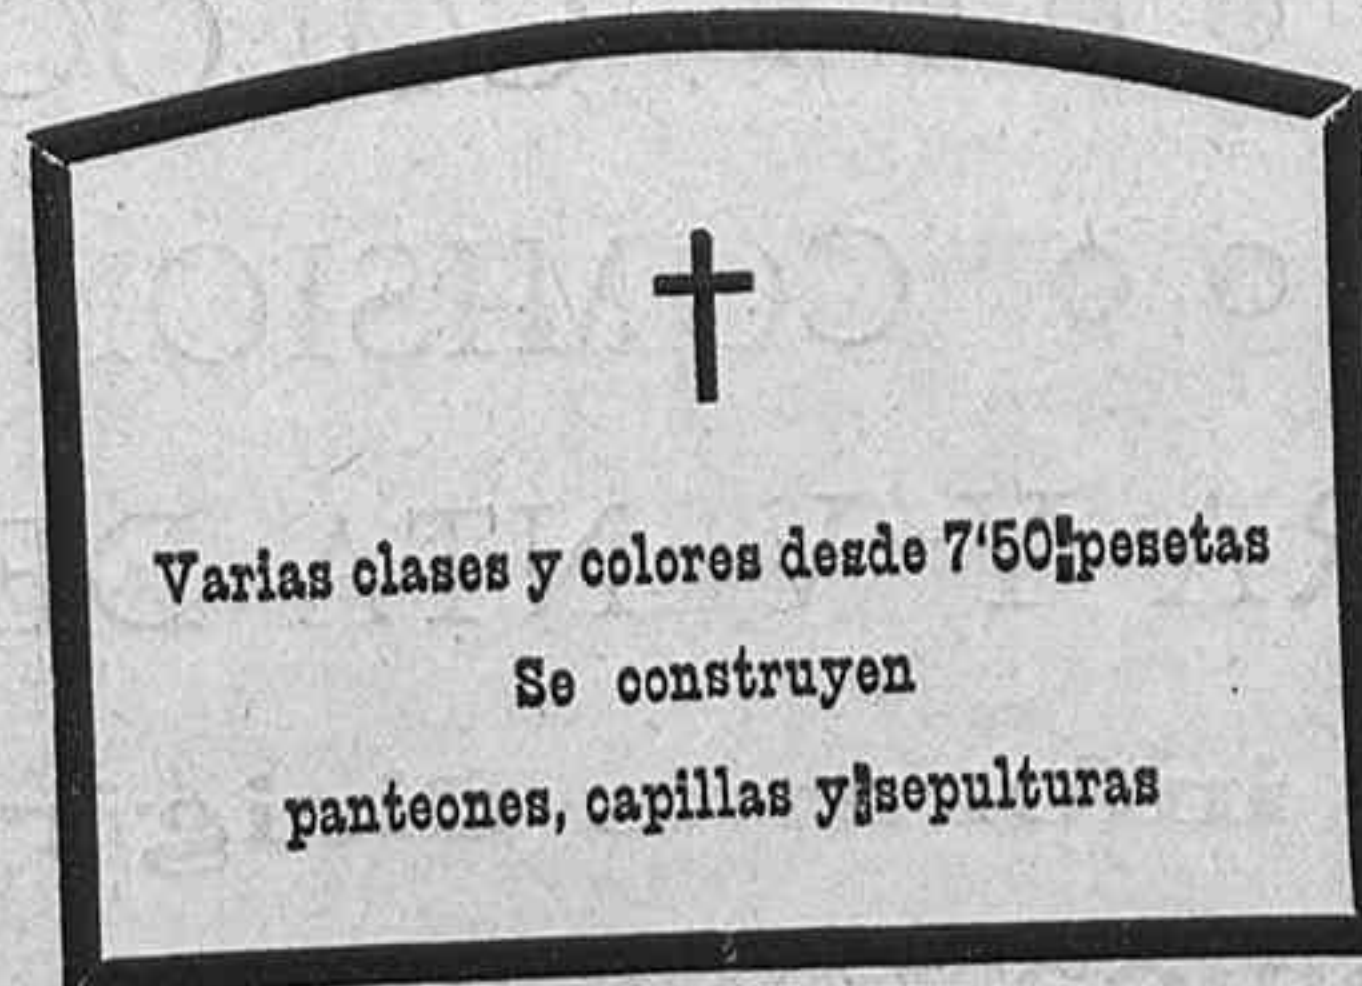 Varias clases y colores desde 7'50 pesetas
Se construyen
panteones, capillas y sepulturas